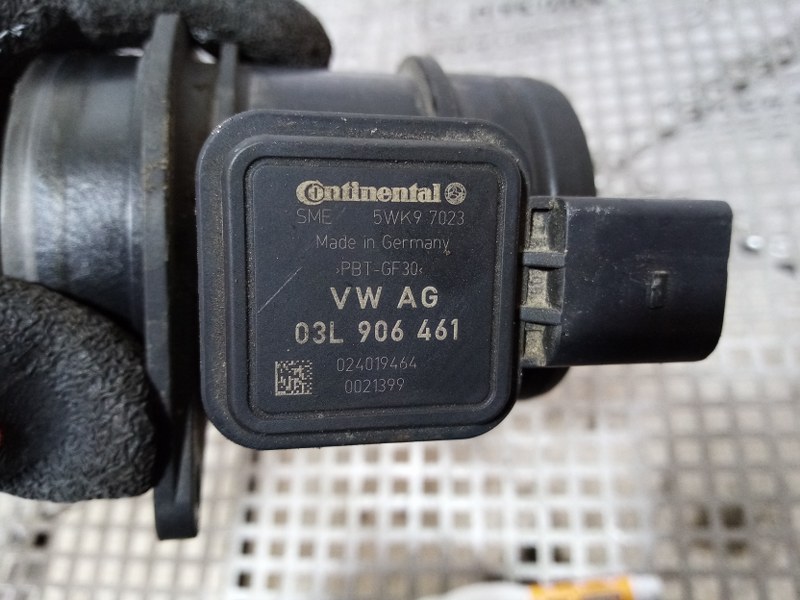 Continental
SME 5WK9 7023
Made in Germany
>PBT-GF30<
VW AG
03L 906 461
024019464
0021399